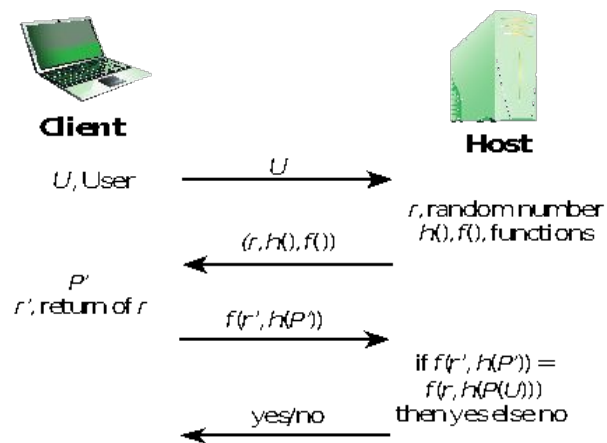 Client
Host
U, User
U
r, random number
h(), f(), functions
(r, h(), f())
P'
r', return of r
f(r', h(P'))
if f(r', h(P')) =
f(r, h(P(U)))
then yes else no
yes/no